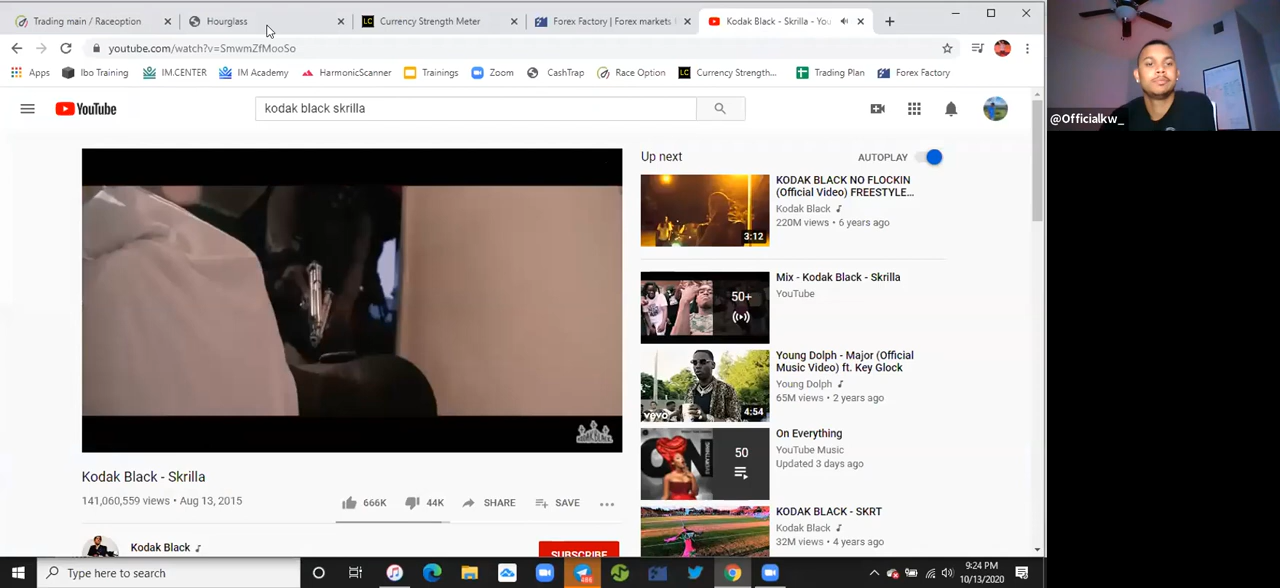 Trading main / Raceoption
Hourglass
Currency Strength Meter
Forex Factory | Forex markets
Kodak Black - Skrilla - You
youtube.com/watch?v=SmwmZfMooSo
Apps
Ibo Training
IM.CENTER
IM Academy
HarmonicScanner
Trainings
Zoom
CashTrap
Race Option
LC Currency Strength...
Trading Plan
Forex Factory
YouTube
kodak black skrilla
@Officialkw_
Up next
AUTOPLAY
KODAK BLACK NO FLOCKIN
(Official Video) FREESTYLE...
Kodak Black
220M views • 6 years ago
3:12
Mix - Kodak Black - Skrilla
YouTube
50+
Young Dolph - Major (Official
Music Video) ft. Key Glock
Young Dolph
65M views • 2 years ago
vevo
4:54
On Everything
YouTube Music
Updated 3 days ago
50
KODAK BLACK - SKRT
Kodak Black
32M views • 4 years ago
Kodak Black - Skrilla
141,060,559 views • Aug 13, 2015
666K
44K
SHARE
SAVE
Kodak Black
SUBSCRIBE
Type here to search
9:24 PM
10/13/2020